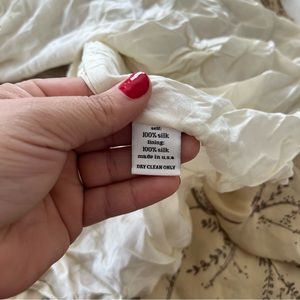 self:
100% silk
lining:
100% silk
made in u.s.a
DRY CLEAN ONLY